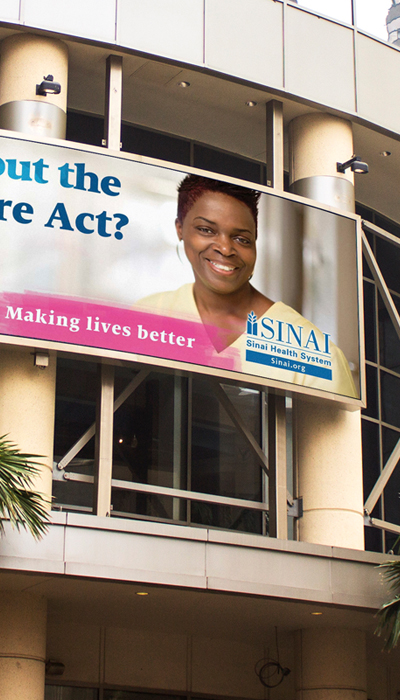 out the
re Act?
Making lives better
SINAI
Sinai Health System
Sinai.org